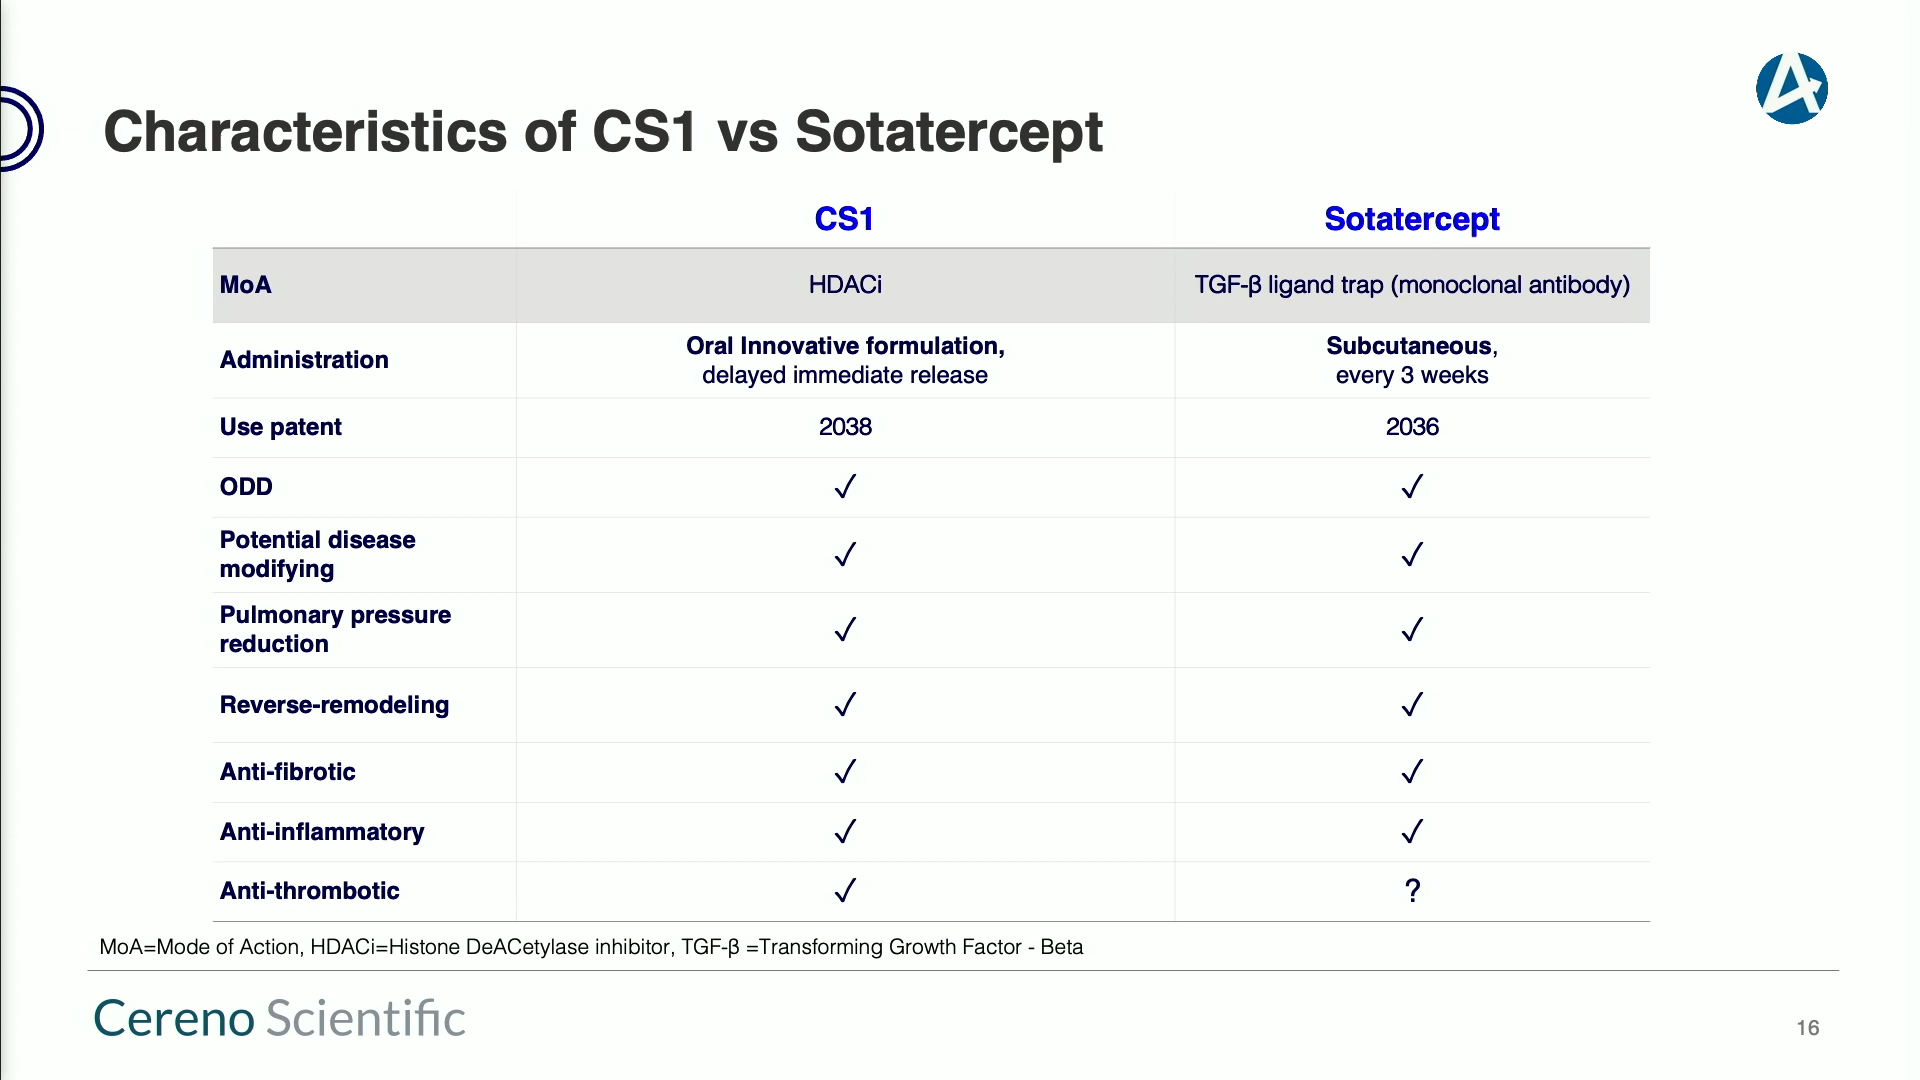 Characteristics of CS1 vs Sotatercept
CS1 Sotatercept
MoA HDACi TGF-β ligand trap (monoclonal antibody)
Administration Oral Innovative formulation, delayed immediate release Subcutaneous, every 3 weeks
Use patent 2038 2036
ODD ✓ ✓
Potential disease modifying ✓ ✓
Pulmonary pressure reduction ✓ ✓
Reverse-remodeling ✓ ✓
Anti-fibrotic ✓ ✓
Anti-inflammatory ✓ ✓
Anti-thrombotic ✓ ?
MoA=Mode of Action, HDACi=Histone DeACetylase inhibitor, TGF-β =Transforming Growth Factor - Beta
Cereno Scientific
16